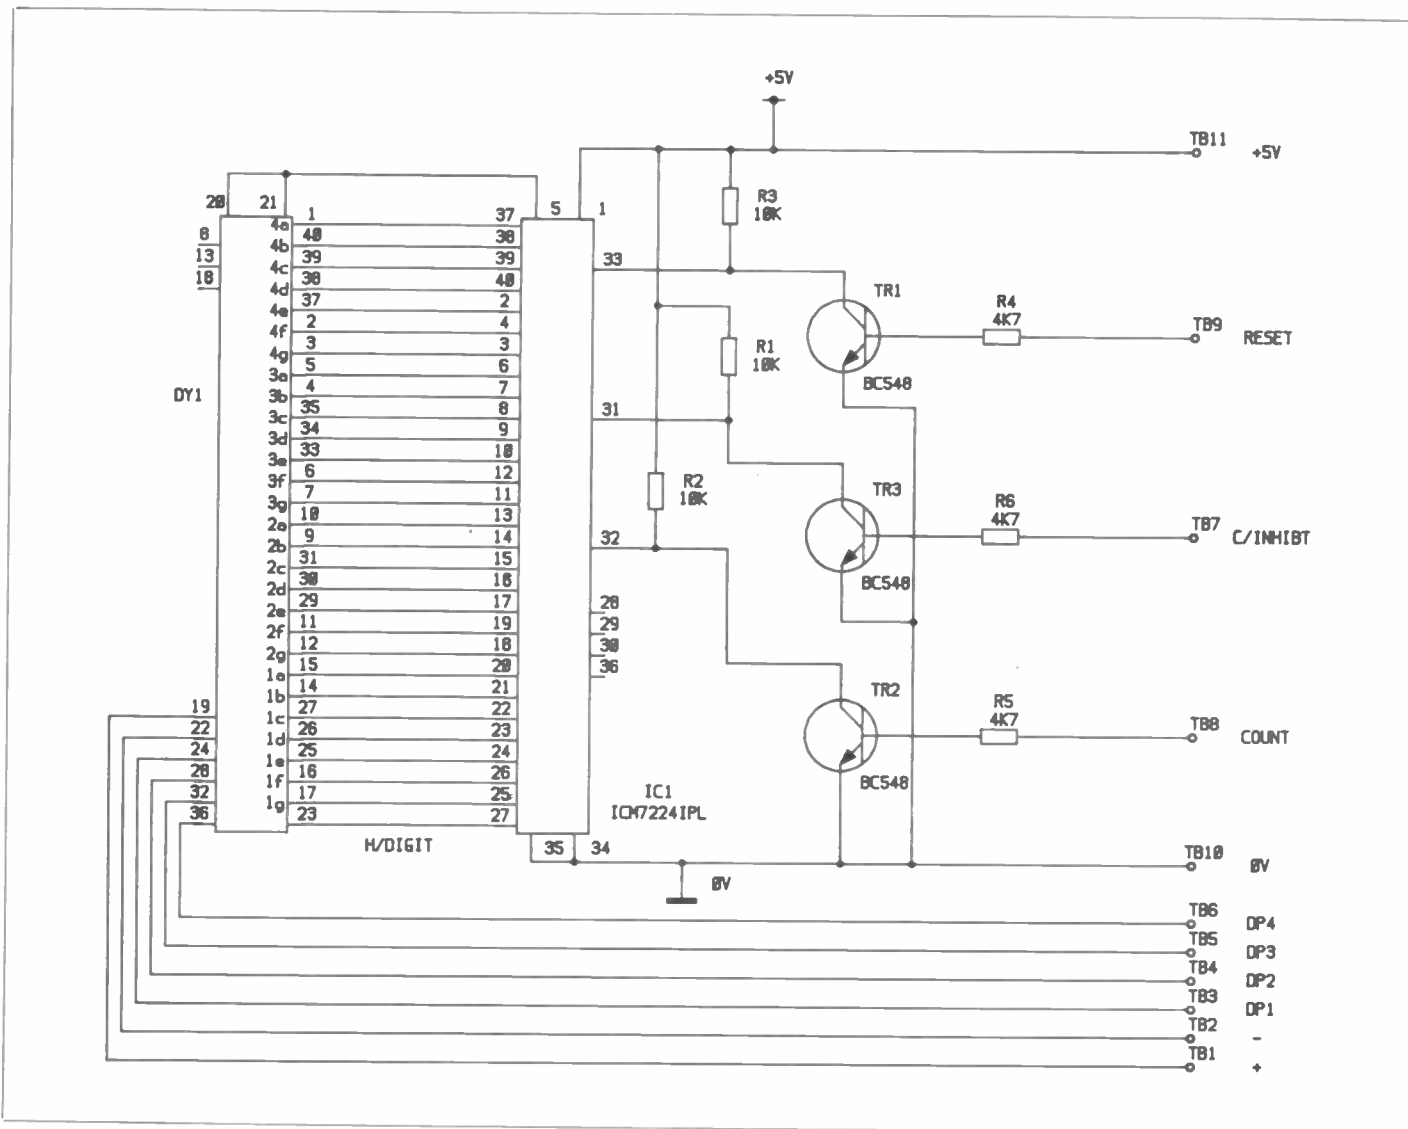 +5V
TB11 +5V
20 21 5 1
R3
10K
4a 1 37
8 4b 40 38
13 4c 39 39 33
18 4d 38 40
4e 37 2
4f 2 4
4g 3 3
3a 5 6
DY1 3b 4 7
3c 35 8 31
3d 34 9
3e 33 10
3f 6 12
3g 7 11
2a 10 13
2b 9 14 32
2c 31 15
2d 30 16
2e 29 17 28
2f 11 19 29
2g 12 18 30
1a 15 20 36
1b 14 21
19 1c 27 22
22 1d 26 23
24 1e 25 24
28 1f 16 26
32 1g 17 25
36 23 27
TR1
R4
4K7
TB9 RESET
BC548
R1
10K
R2
10K
TR3
R6
4K7
TB7 C/INHIBT
BC548
TR2
R5
4K7
TB8 COUNT
BC548
IC1
ICM7224IPL
H/DIGIT
35 34
0V
TB10 0V
TB6 DP4
TB5 DP3
TB4 DP2
TB3 DP1
TB2 -
TB1 +